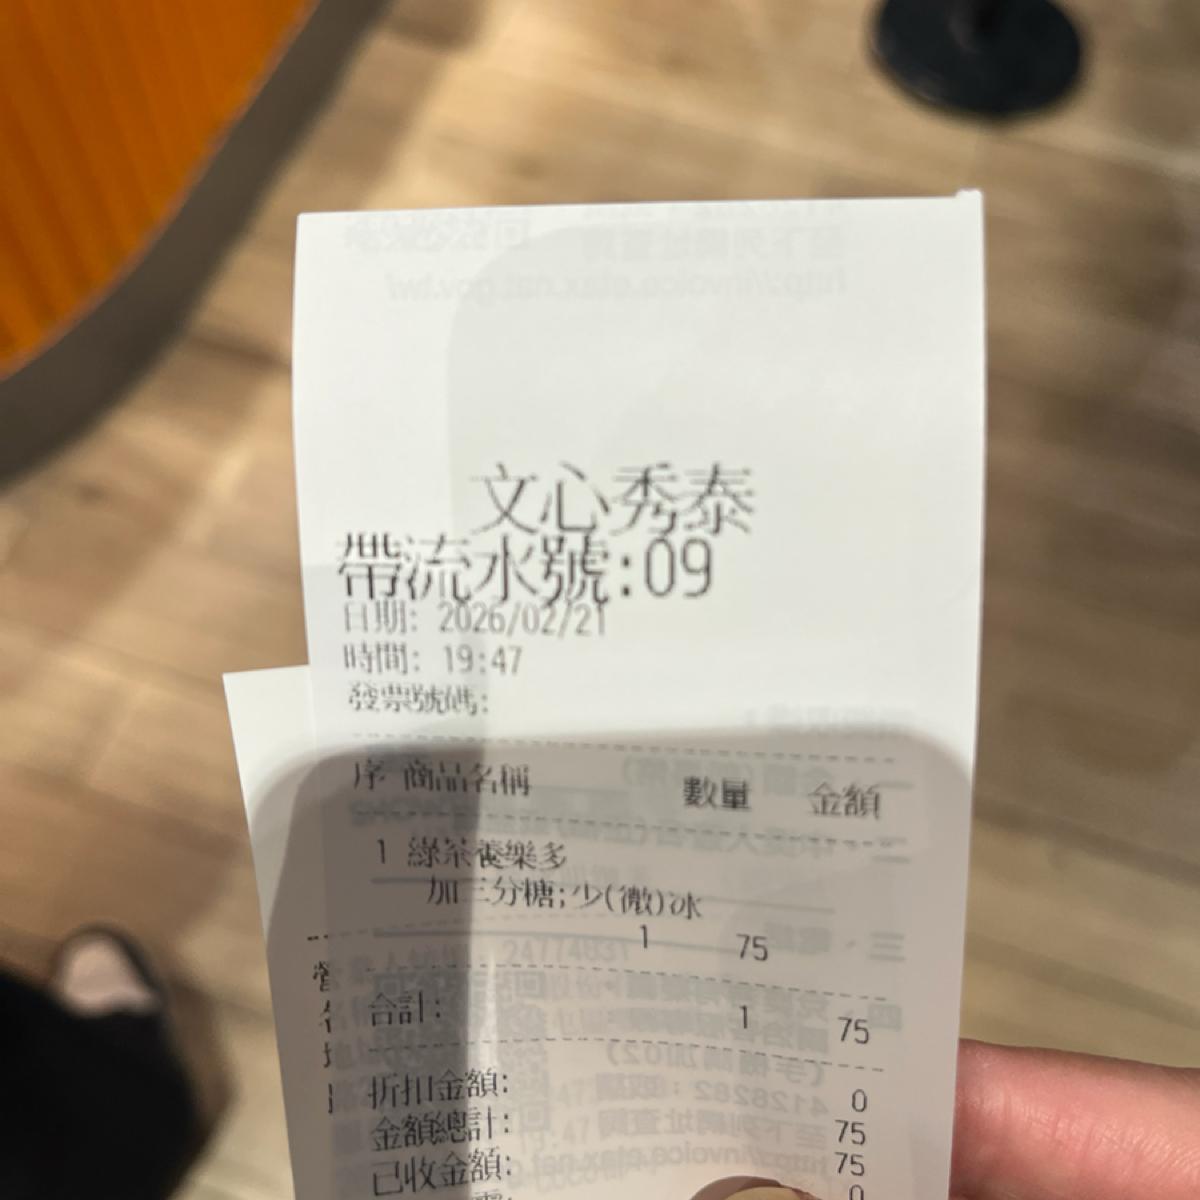 文心秀泰
帶流水號:09
日期: 2026/02/21
時間: 19:47
發票號碼:
序 商品名稱 數量 金額
1 綠茶養樂多
加三分糖;少(微)冰
1 75
合計: 1 75
折扣金額: 0
金額總計: 75
已收金額: 75
0